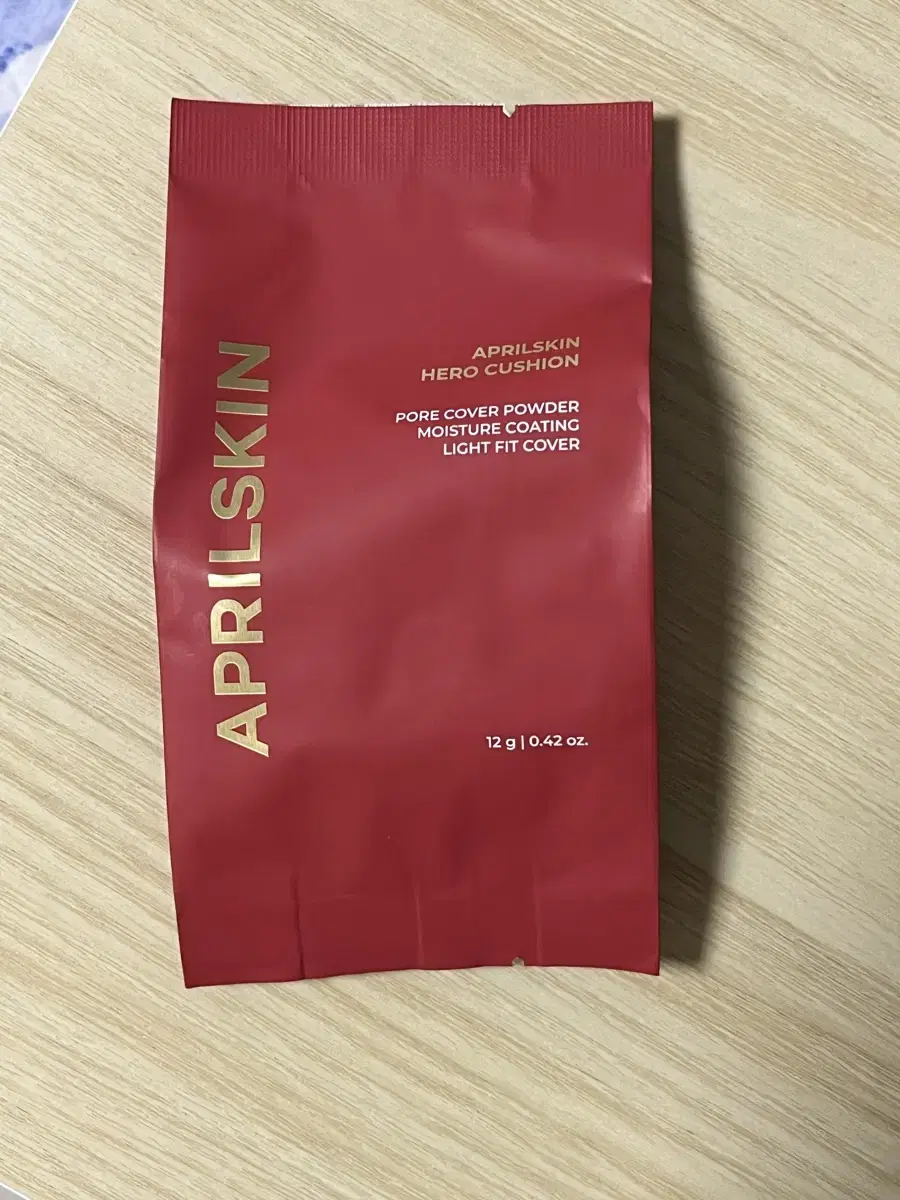 APRILSKIN
APRILSKIN
HERO CUSHION
PORE COVER POWDER
MOISTURE COATING
LIGHT FIT COVER
12 g | 0.42 oz.